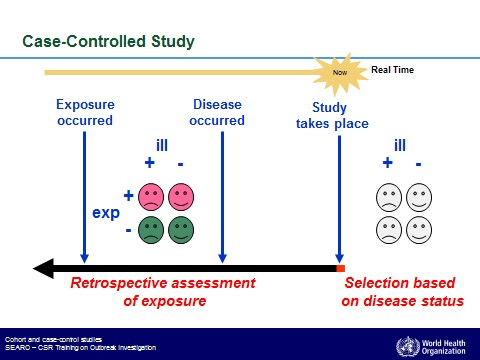 Case-Controlled Study
Now
Real Time
Exposure
occurred
Disease
occurred
Study
takes place
ill
+ -
ill
+ -
+
exp
-
Retrospective assessment
of exposure
Selection based
on disease status
Cohort and case-control studies
SEARO – CSR Training on Outbreak Investigation
World Health
Organization